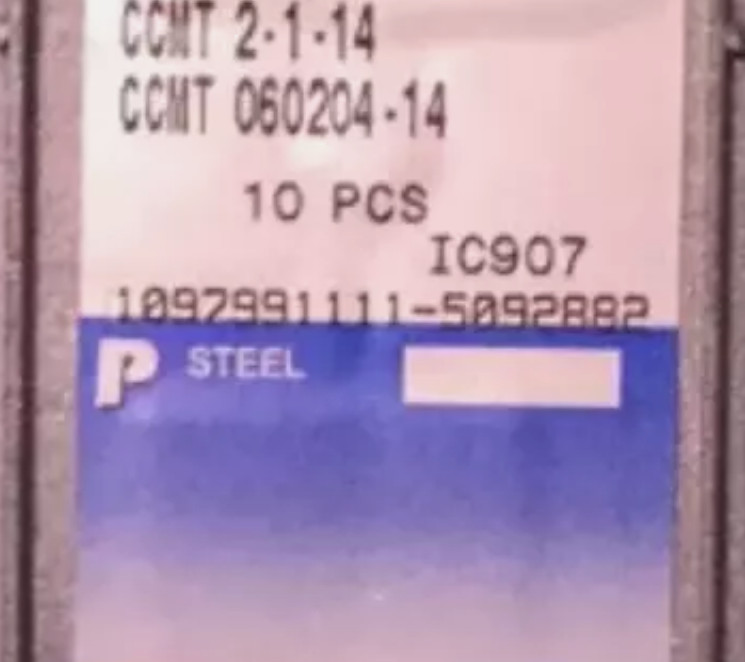 CCMT 2-1-14
CCMT 060204-14
10 PCS
IC907
1092991111-5092882
P STEEL